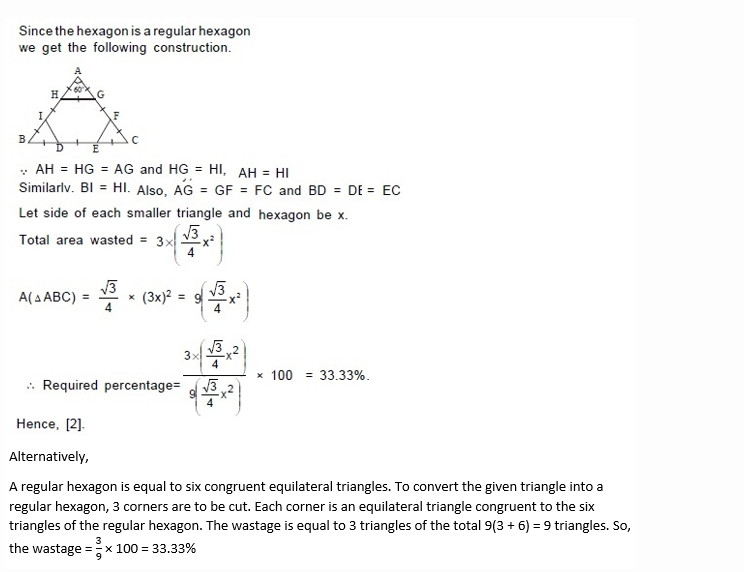 Since the hexagon is a regular hexagon
we get the following construction.
A
60°
H G
I F
B C
D E
∵ AH = HG = AG and HG = HI, AH = HI
Similarly. BI = HI. Also, AG = GF = FC and BD = DE = EC
Let side of each smaller triangle and hexagon be x.
Total area wasted = 3×(√3/4 x²)
A(△ABC) = √3/4 × (3x)² = 9(√3/4 x²)
∴ Required percentage= 3×(√3/4 x²) / 9(√3/4 x²) × 100 = 33.33%.
Hence, [2].
Alternatively,
A regular hexagon is equal to six congruent equilateral triangles. To convert the given triangle into a
regular hexagon, 3 corners are to be cut. Each corner is an equilateral triangle congruent to the six
triangles of the regular hexagon. The wastage is equal to 3 triangles of the total 9(3 + 6) = 9 triangles. So,
the wastage = 3/9 x 100 = 33.33%